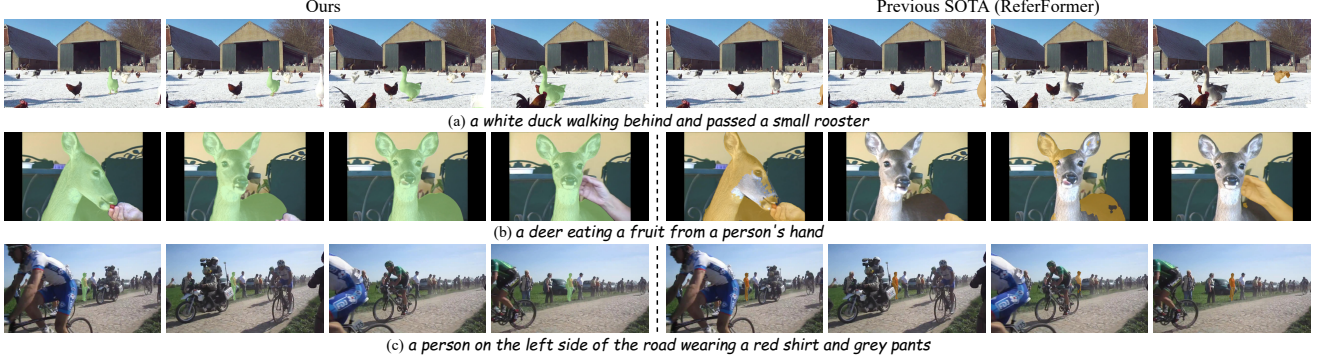 Ours
Previous SOTA (ReferFormer)
(a) a white duck walking behind and passed a small rooster
(b) a deer eating a fruit from a person's hand
(c) a person on the left side of the road wearing a red shirt and grey pants